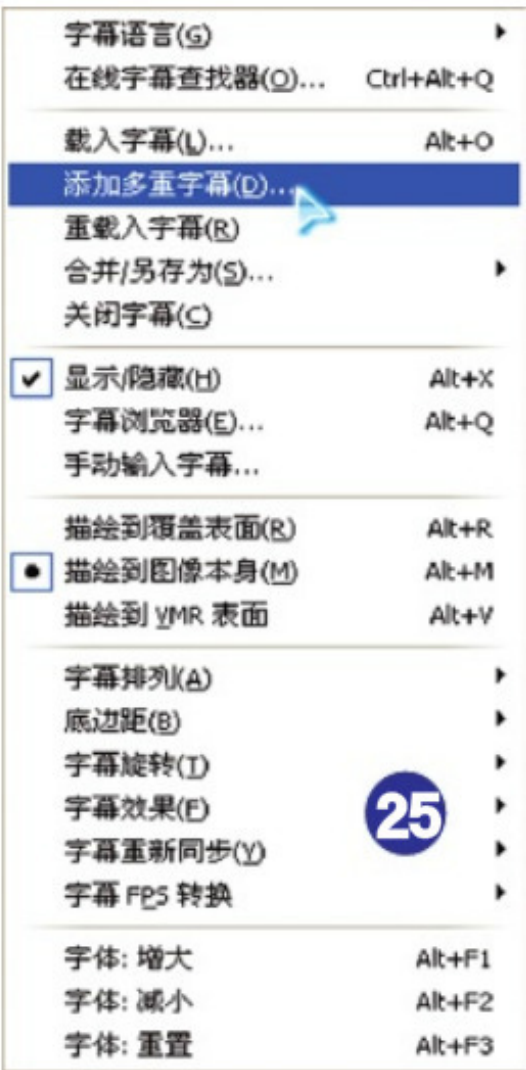 字幕语言(G)
在线字幕查找器(O)... Ctrl+Alt+Q
载入字幕(L)... Alt+O
添加多重字幕(D)...
重载入字幕(R)
合并/另存为(S)...
关闭字幕(C)
显示/隐藏(H) Alt+X
字幕浏览器(E)... Alt+Q
手动输入字幕...
描绘到覆盖表面(R) Alt+R
描绘到图像本身(M) Alt+M
描绘到 VMR 表面 Alt+V
字幕排列(A)
底边距(B)
字幕旋转(T)
字幕效果(F)
25
字幕重新同步(Y)
字幕 FPS 转换
字体: 增大 Alt+F1
字体: 减小 Alt+F2
字体: 重置 Alt+F3